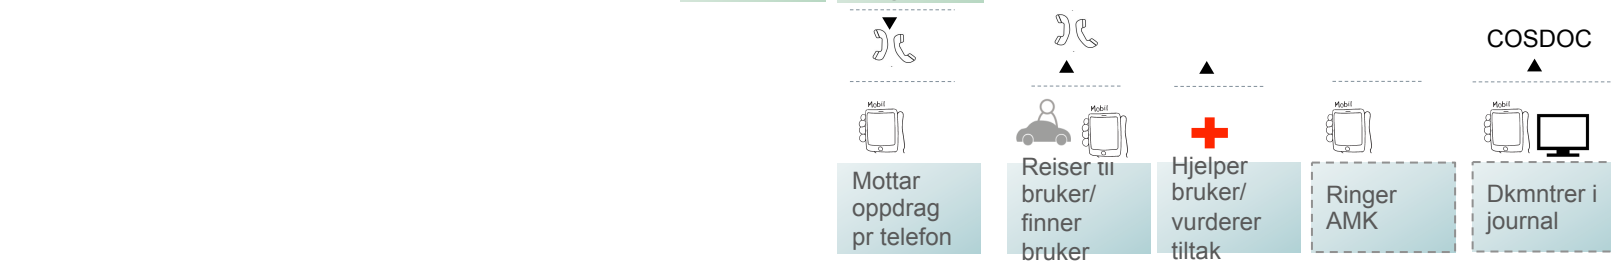 COSDOC
Mobil
Mobil
Mobil
Mobil
Mottar
oppdrag
pr telefon
Reiser til
bruker/
finner
bruker
Hjelper
bruker/
vurderer
tiltak
Ringer
AMK
Dkmntrer i
journal